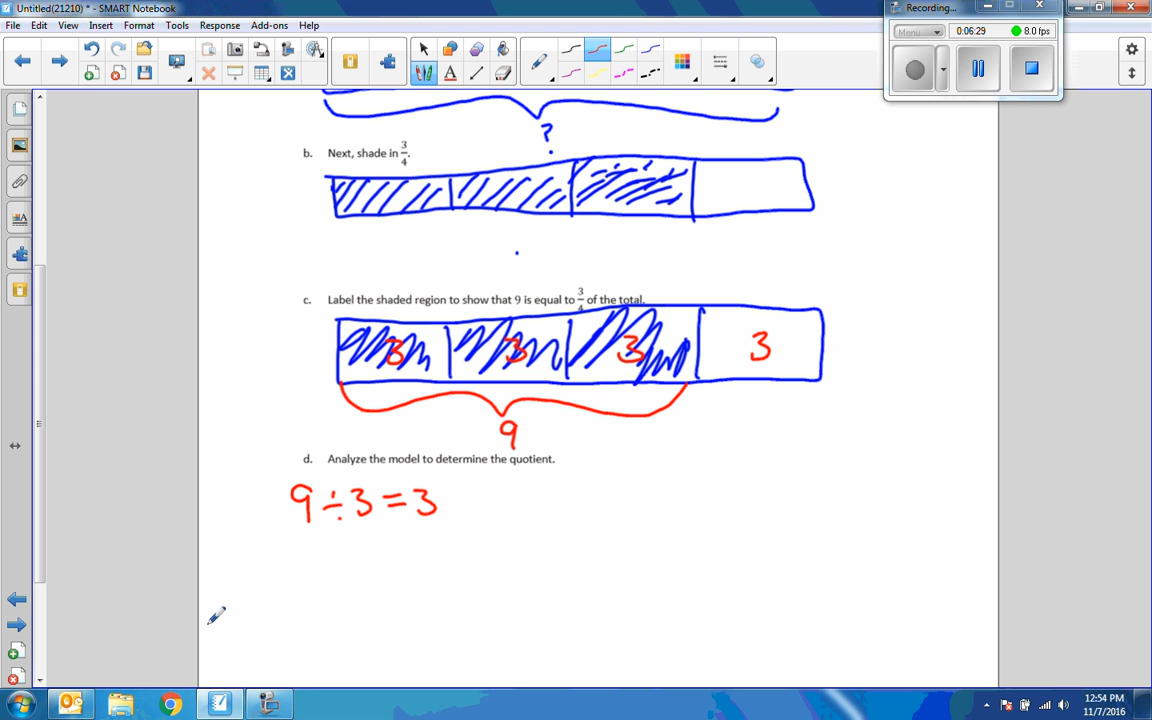 Untitled(21210) * - SMART Notebook
Recording...
File Edit View Insert Format Tools Response Add-ons Help
Menu 0:06:29 8.0 fps
?
b. Next, shade in 3/4.
c. Label the shaded region to show that 9 is equal to 3/4 of the total.
3 3 3 3
9
d. Analyze the model to determine the quotient.
9 ÷ 3 = 3
12:54 PM
11/7/2016